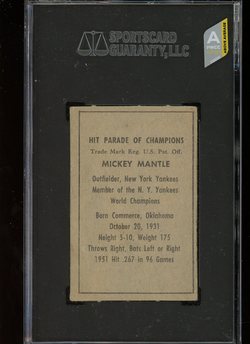 SPORTSCARD
GUARANTY, LLC
A
HIT PARADE OF CHAMPIONS
Trade Mark Reg. U.S. Pat. Off.
MICKEY MANTLE
Outfielder, New York Yankees
Member of the N. Y. Yankees
World Champions
Born Commerce, Oklahoma
October 20, 1931
Height 5-10, Weight 175
Throws Right, Bats Left or Right
1951 Hit .267 in 96 Games